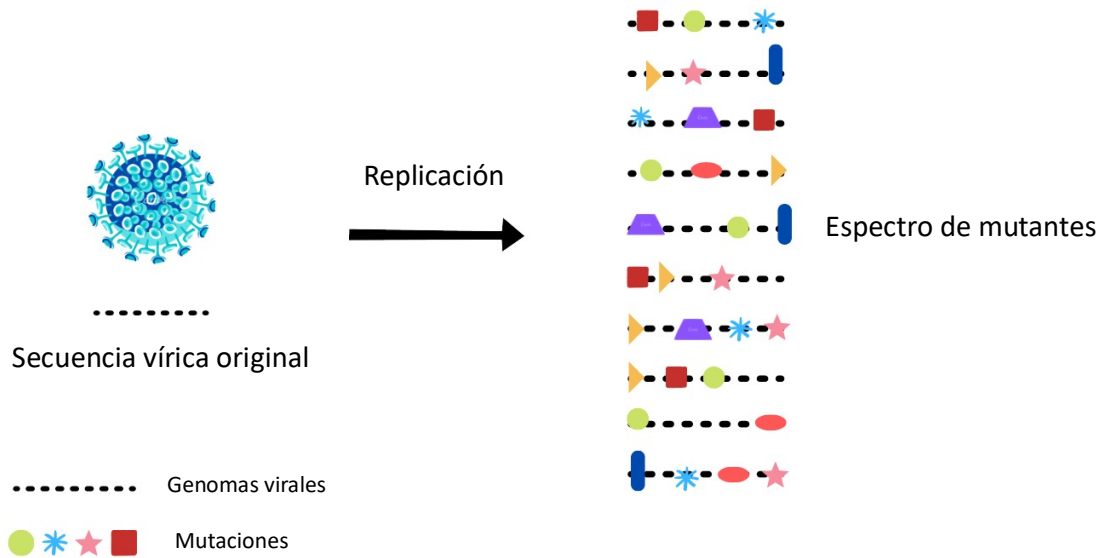 Replicación
Espectro de mutantes
Secuencia vírica original
Genomas virales
Mutaciones